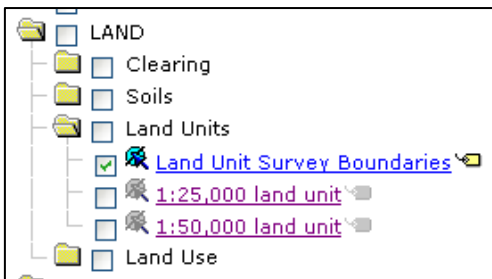 LAND
Clearing
Soils
Land Units
Land Unit Survey Boundaries
1:25,000 land unit
1:50,000 land unit
Land Use